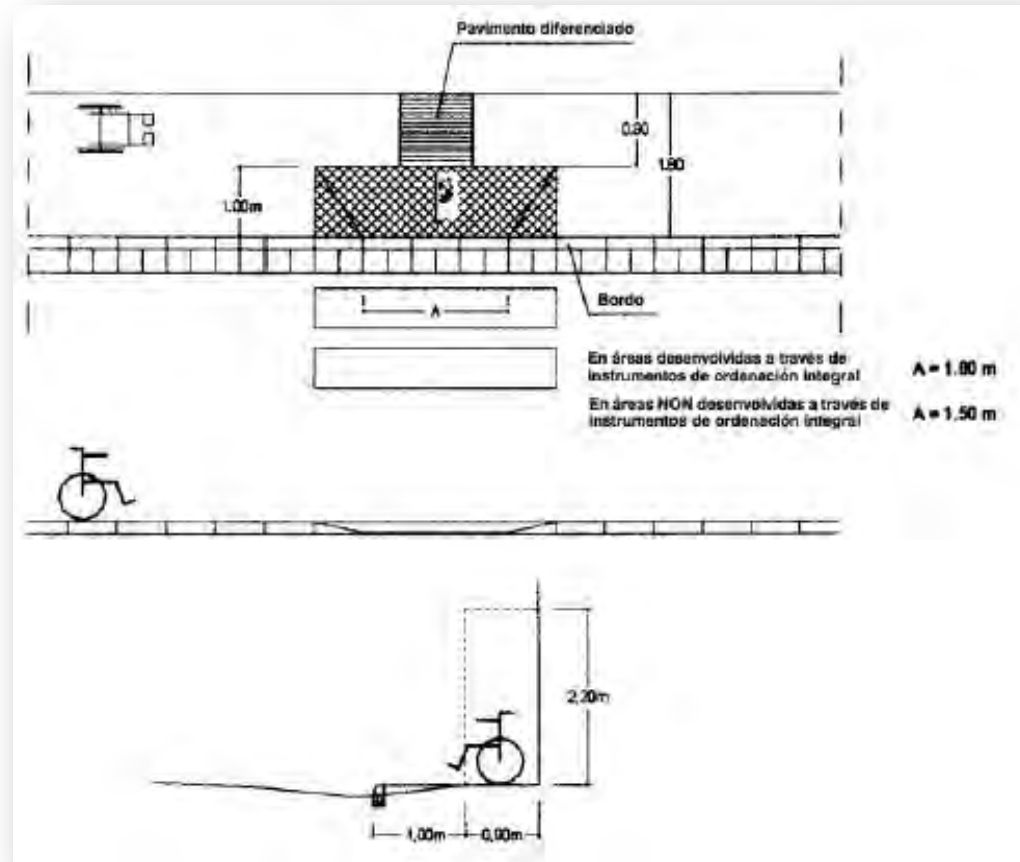 Pavimento diferenciado
0.90
1.80
1.00m
A
Bordo
En áreas desenvolvidas a través de
instrumentos de ordenación integral
A = 1.80 m
En áreas NON desenvolvidas a través de
instrumentos de ordenación integral
A = 1.50 m
2,20m
1,00m
0,90m